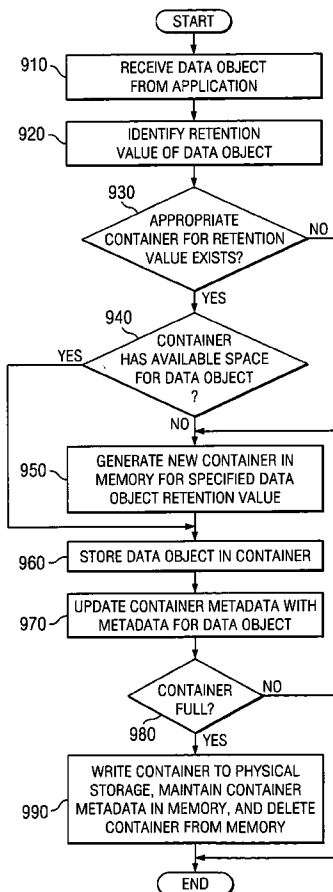 START
910
RECEIVE DATA OBJECT
FROM APPLICATION
920
IDENTIFY RETENTION
VALUE OF DATA OBJECT
930
APPROPRIATE
CONTAINER FOR RETENTION
VALUE EXISTS?
NO
YES
940
CONTAINER
HAS AVAILABLE SPACE
FOR DATA OBJECT
?
YES
NO
950
GENERATE NEW CONTAINER IN
MEMORY FOR SPECIFIED DATA
OBJECT RETENTION VALUE
960
STORE DATA OBJECT IN CONTAINER
970
UPDATE CONTAINER METADATA WITH
METADATA FOR DATA OBJECT
CONTAINER
FULL?
NO
980
YES
990
WRITE CONTAINER TO PHYSICAL
STORAGE, MAINTAIN CONTAINER
METADATA IN MEMORY, AND DELETE
CONTAINER FROM MEMORY
END